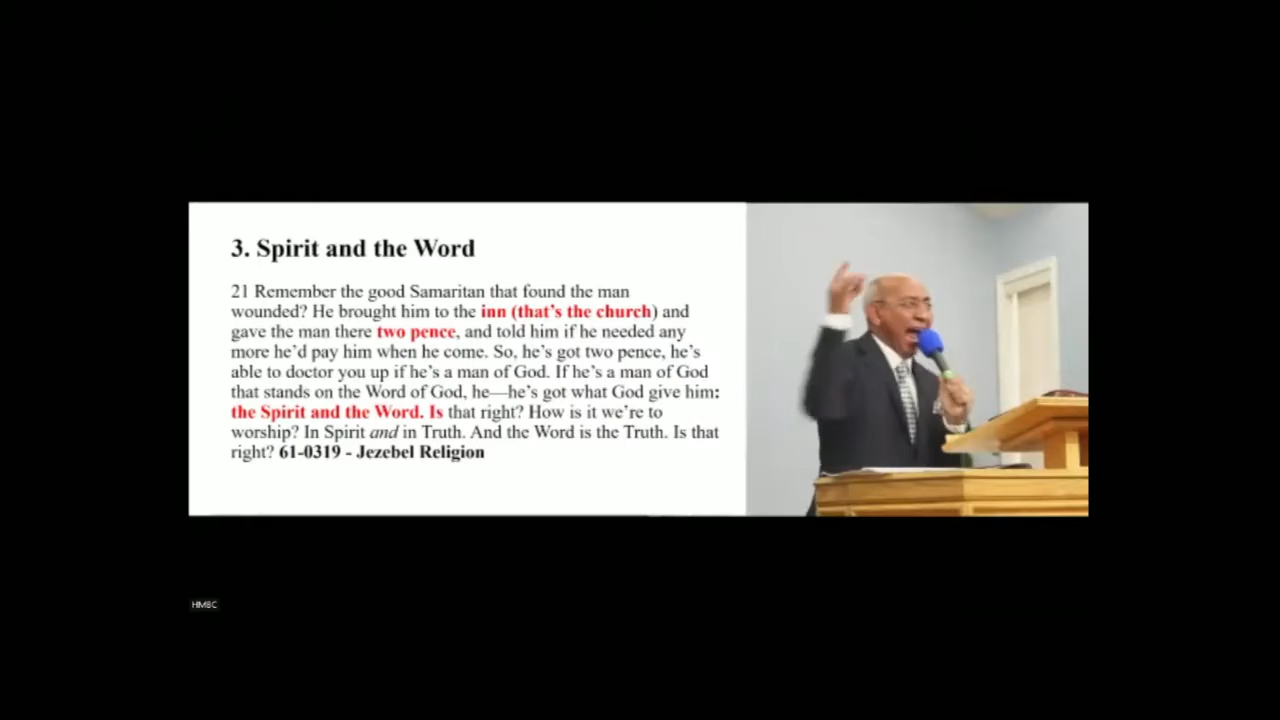 3. Spirit and the Word
21 Remember the good Samaritan that found the man
wounded? He brought him to the inn (that’s the church) and
gave the man there two pence, and told him if he needed any
more he’d pay him when he come. So, he’s got two pence, he’s
able to doctor you up if he’s a man of God. If he’s a man of God
that stands on the Word of God, he—he’s got what God give him:
the Spirit and the Word. Is that right? How is it we’re to
worship? In Spirit and in Truth. And the Word is the Truth. Is that
right? 61-0319 - Jezebel Religion
HMBC